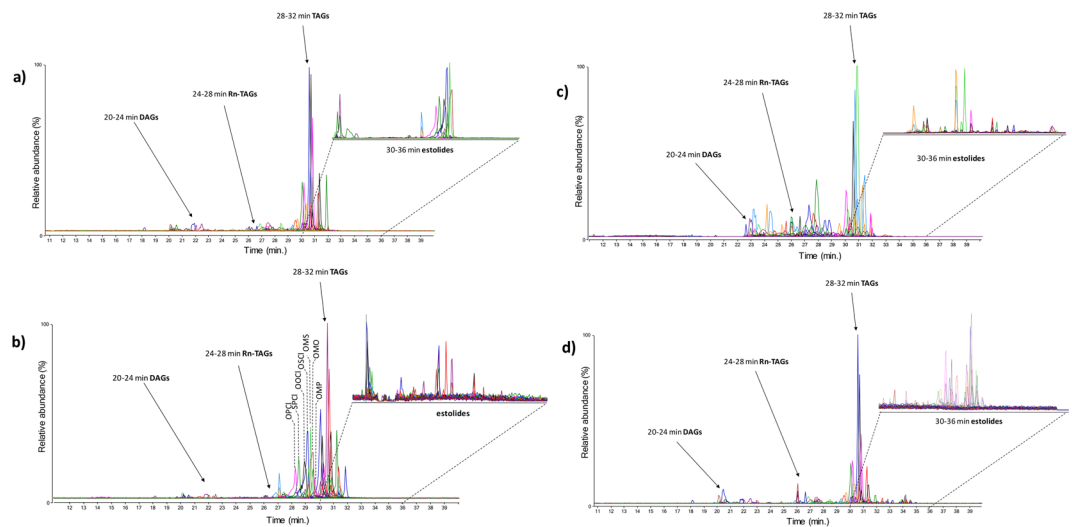 a)
28-32 min TAGs
24-28 min Rn-TAGs
20-24 min DAGs
30-36 min estolides
100
0
Relative abundance (%)
11 12 13 14 15 16 17 18 19 20 21 22 23 24 25 26 27 28 29 30 31 32 33 34 35 36 37 38 39
Time (min.)
b)
28-32 min TAGs
24-28 min Rn-TAGs
20-24 min DAGs
OPCl
SPCl
OOCl
OSCl
OMS
OMO
OMP
estolides
100
0
Relative abundance (%)
11 12 13 14 15 16 17 18 19 20 21 22 23 24 25 26 27 28 29 30 31 32 33 34 35 36 37 38 39 40
Time (min.)
c)
28-32 min TAGs
24-28 min Rn-TAGs
20-24 min DAGs
30-36 min estolides
100
0
Relative abundance (%)
11 12 13 14 15 16 17 18 19 20 21 22 23 24 25 26 27 28 29 30 31 32 33 34 35 36 37 38 39
Time (min.)
d)
28-32 min TAGs
24-28 min Rn-TAGs
20-24 min DAGs
30-36 min estolides
100
0
Relative abundance (%)
11 12 13 14 15 16 17 18 19 20 21 22 23 24 25 26 27 28 29 30 31 32 33 34 35 36 37 38 39
Time (min.)